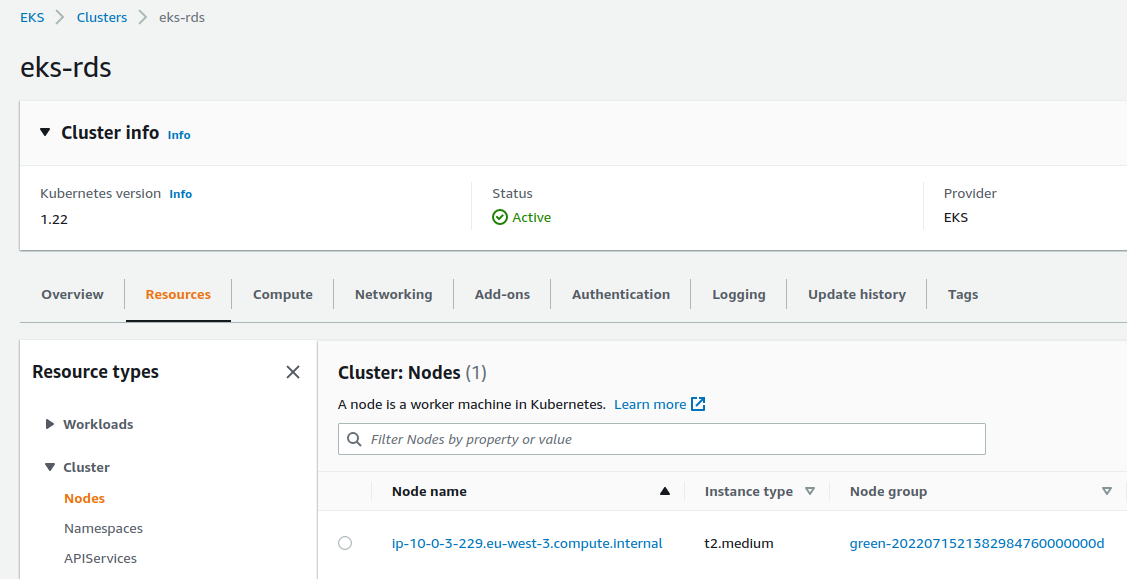 EKS Clusters eks-rds
eks-rds
Cluster info Info
Kubernetes version Info Status Provider
1.22 Active EKS
Overview Resources Compute Networking Add-ons Authentication Logging Update history Tags
Resource types
Workloads
Cluster
Nodes
Namespaces
APIServices
Cluster: Nodes (1)
A node is a worker machine in Kubernetes. Learn more
Filter Nodes by property or value
Node name Instance type Node group
ip-10-0-3-229.eu-west-3.compute.internal t2.medium green-2022071521382984760000000d